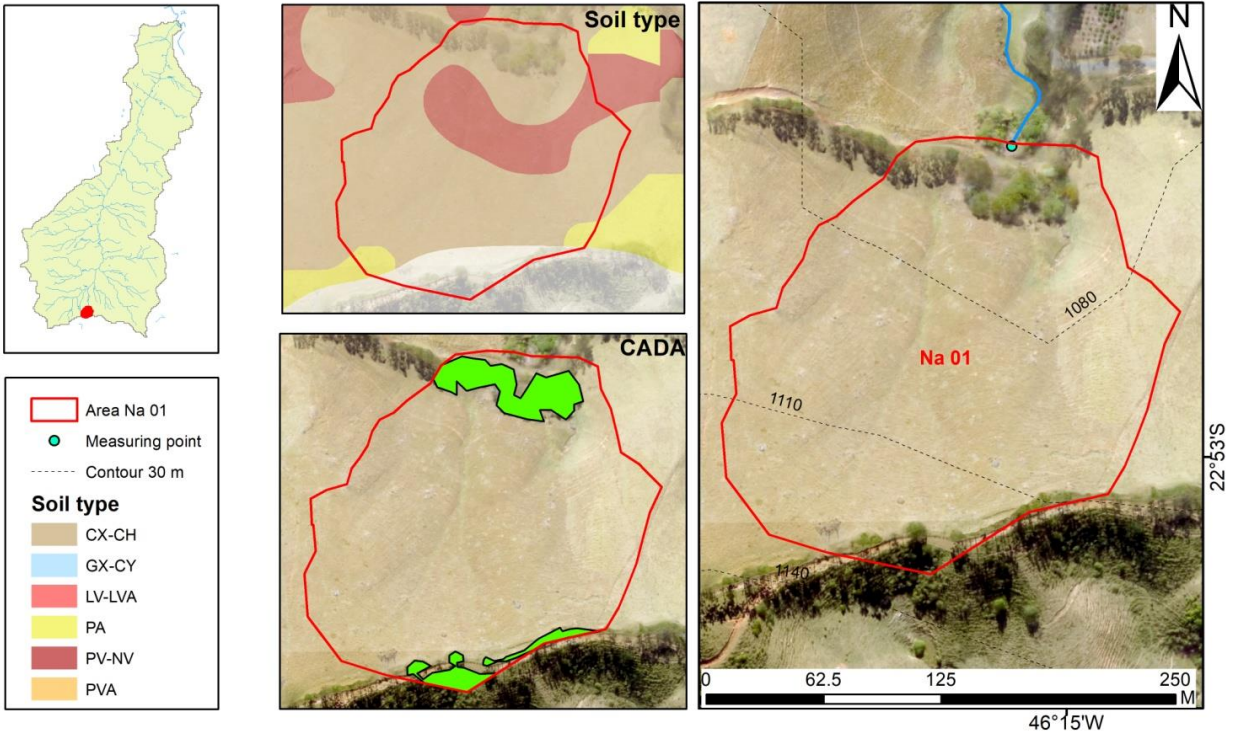 Area Na 01
Measuring point
Contour 30 m
Soil type
CX-CH
GX-CY
LV-LVA
PA
PV-NV
PVA
Soil type
CADA
N
1080
Na 01
1110
1140
0 62.5 125 250
M
22°53'S
46°15'W